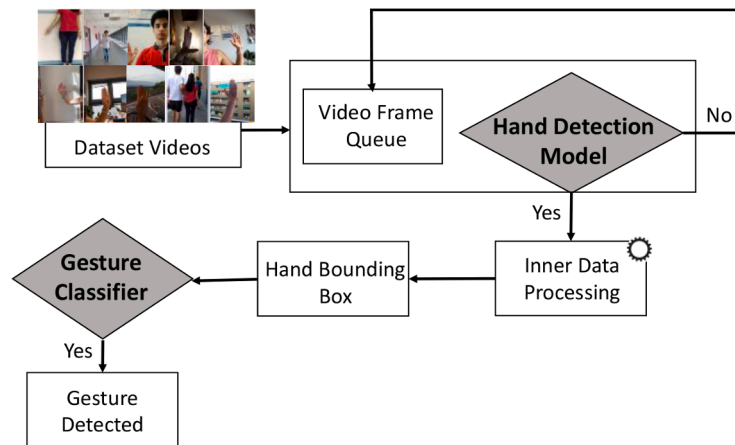 Dataset Videos
Video Frame
Queue
Hand Detection
Model
No
Yes
Inner Data
Processing
Hand Bounding
Box
Gesture
Classifier
Yes
Gesture
Detected